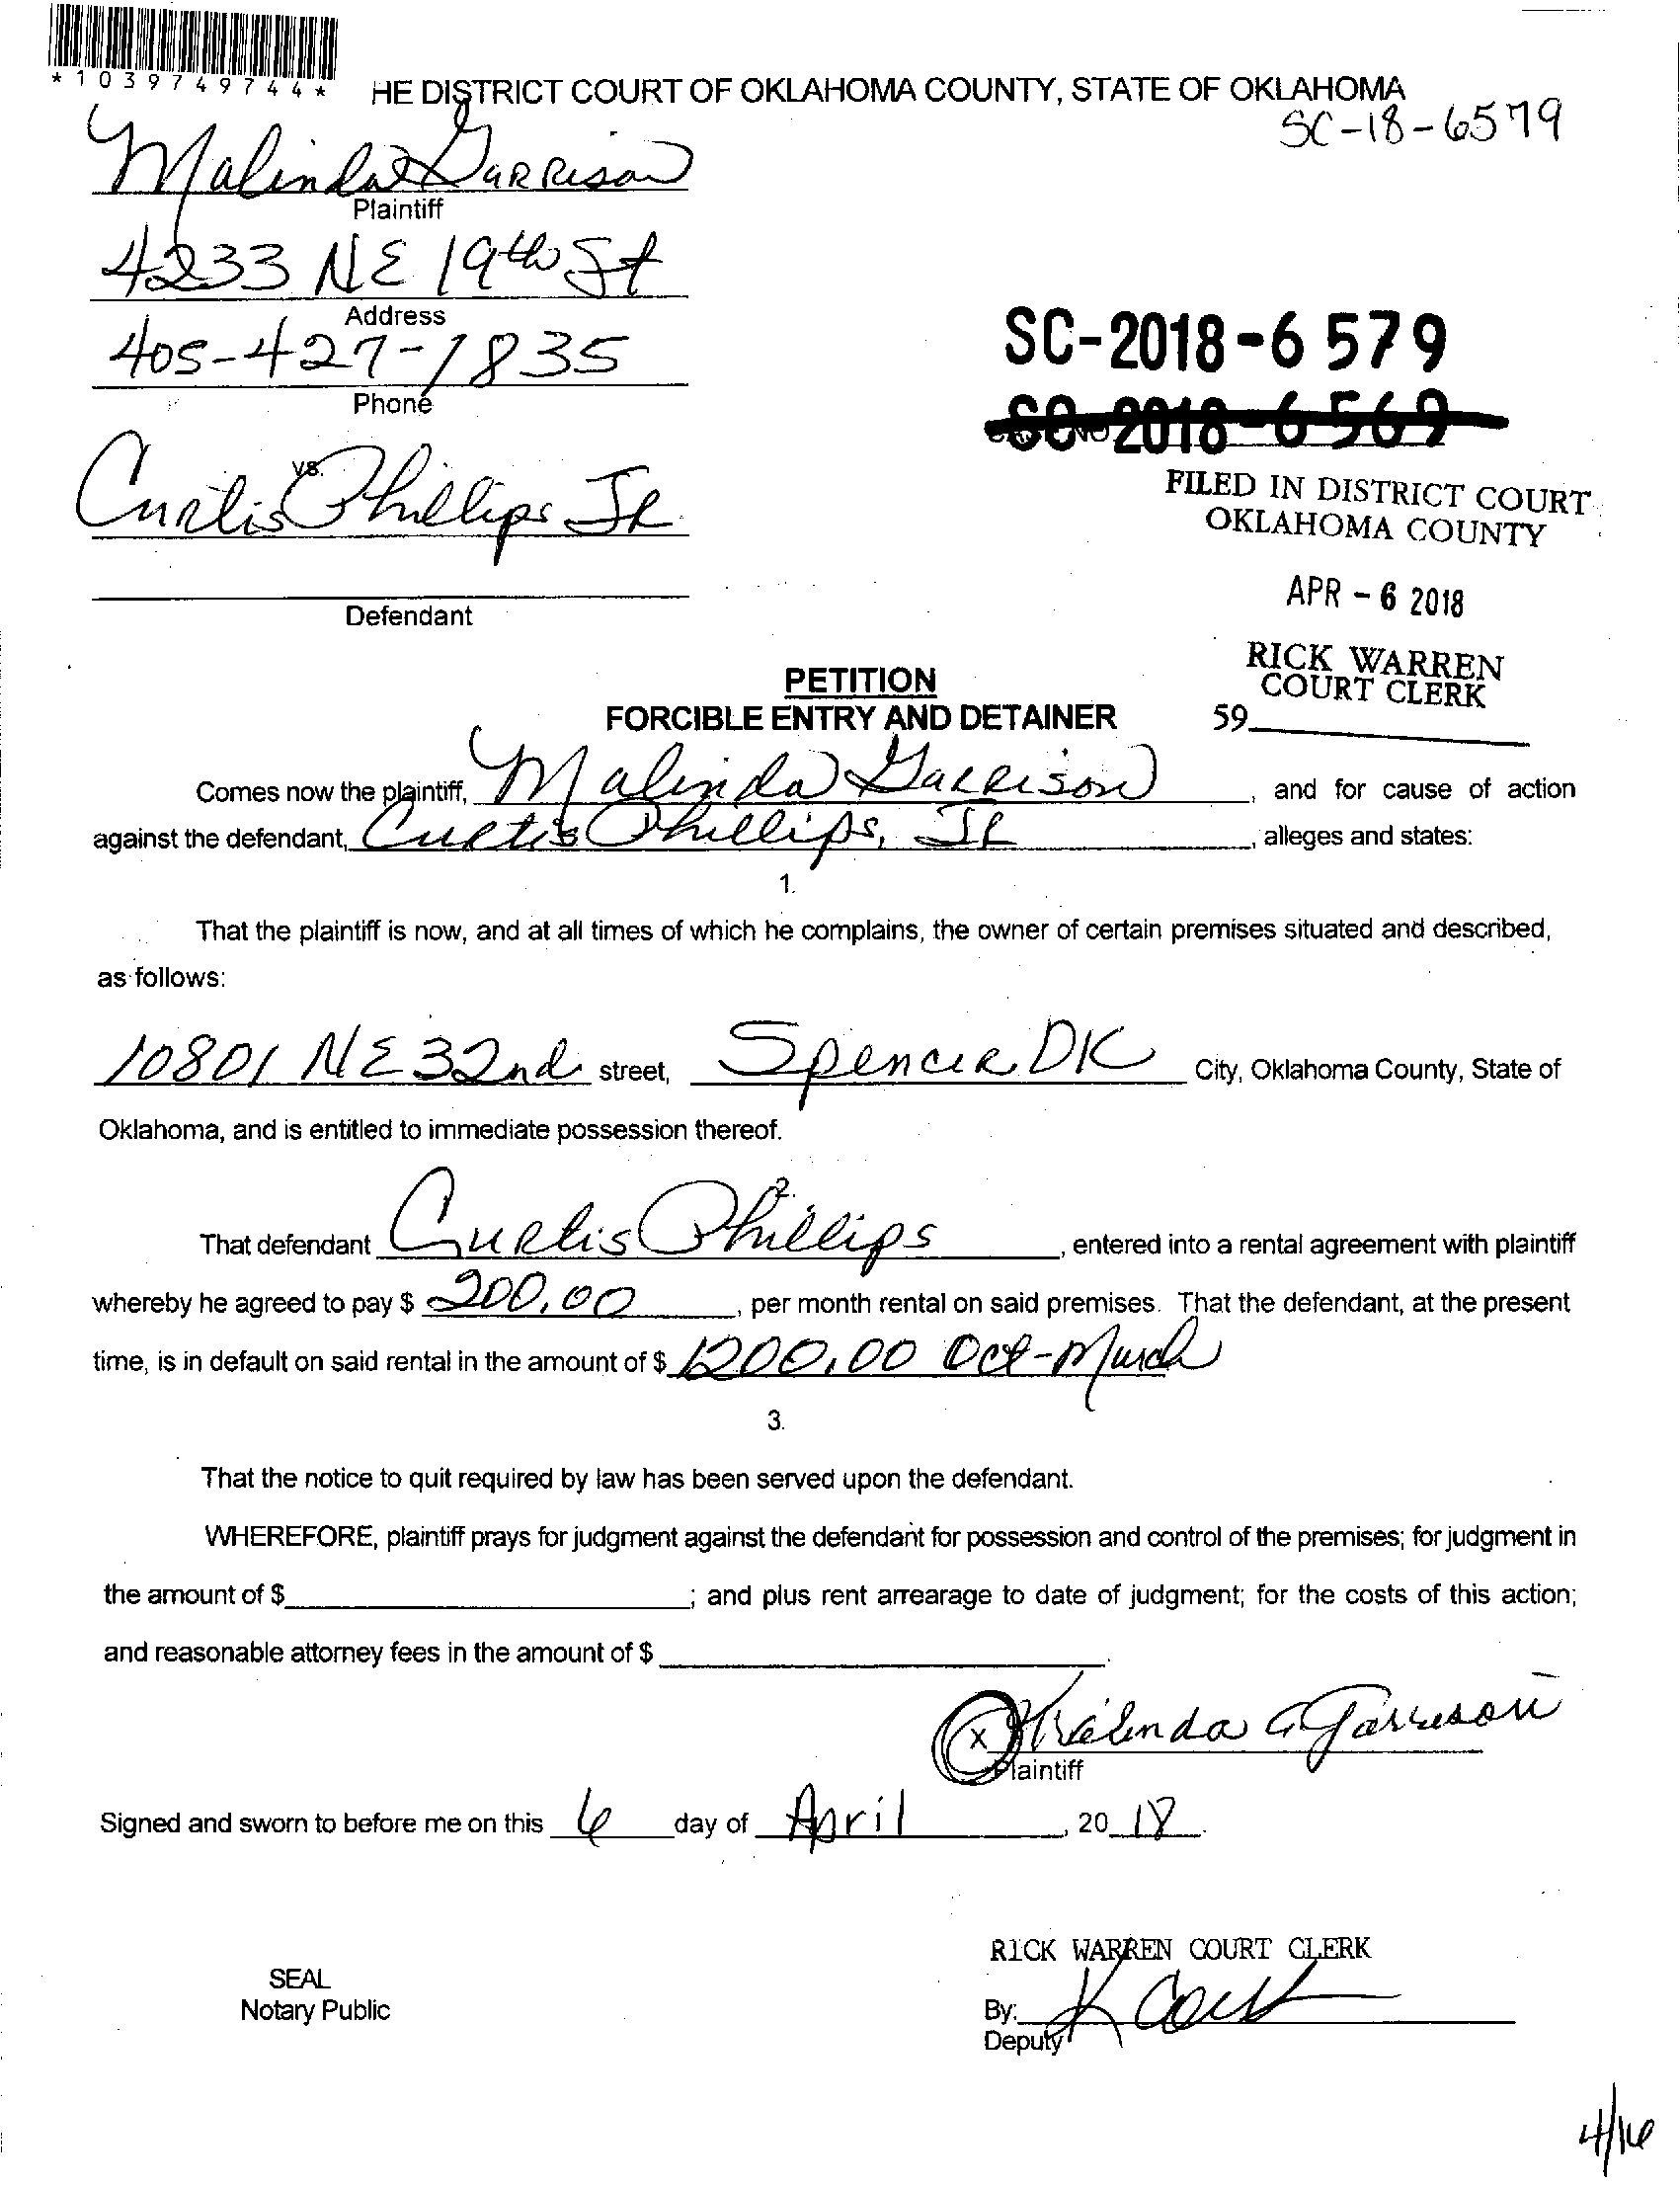 *1039749744*
HE DISTRICT COURT OF OKLAHOMA COUNTY, STATE OF OKLAHOMA
SC-18-6579
Malinda Garrison
Plaintiff
4233 NE 19th St
Address
405-427-7835
Phone
SC-2018-6579
SC-2018-6569
vs.
Curtis Phillips JR
FILED IN DISTRICT COURT
OKLAHOMA COUNTY
APR - 6 2018
Defendant
RICK WARREN
COURT CLERK
59
PETITION
FORCIBLE ENTRY AND DETAINER
Comes now the plaintiff, Malinda Garrison, and for cause of action
against the defendant, Curtis Phillips, JR, alleges and states:
1.
That the plaintiff is now, and at all times of which he complains, the owner of certain premises situated and described,
as follows:
10801 NE 32nd street, Spencer OK City, Oklahoma County, State of
Oklahoma, and is entitled to immediate possession thereof.
2.
That defendant Curtis Phillips, entered into a rental agreement with plaintiff
whereby he agreed to pay $ 200.00, per month rental on said premises. That the defendant, at the present
time, is in default on said rental in the amount of $ 1200.00 Oct-March
3.
That the notice to quit required by law has been served upon the defendant.
WHEREFORE, plaintiff prays for judgment against the defendant for possession and control of the premises; for judgment in
the amount of $ ; and plus rent arrearage to date of judgment; for the costs of this action;
and reasonable attorney fees in the amount of $ .
X Malinda G Garrison
Plaintiff
Signed and sworn to before me on this 6 day of April, 20 18.
RICK WARREN COURT CLERK
SEAL
Notary Public
By: K
Deputy
4/16